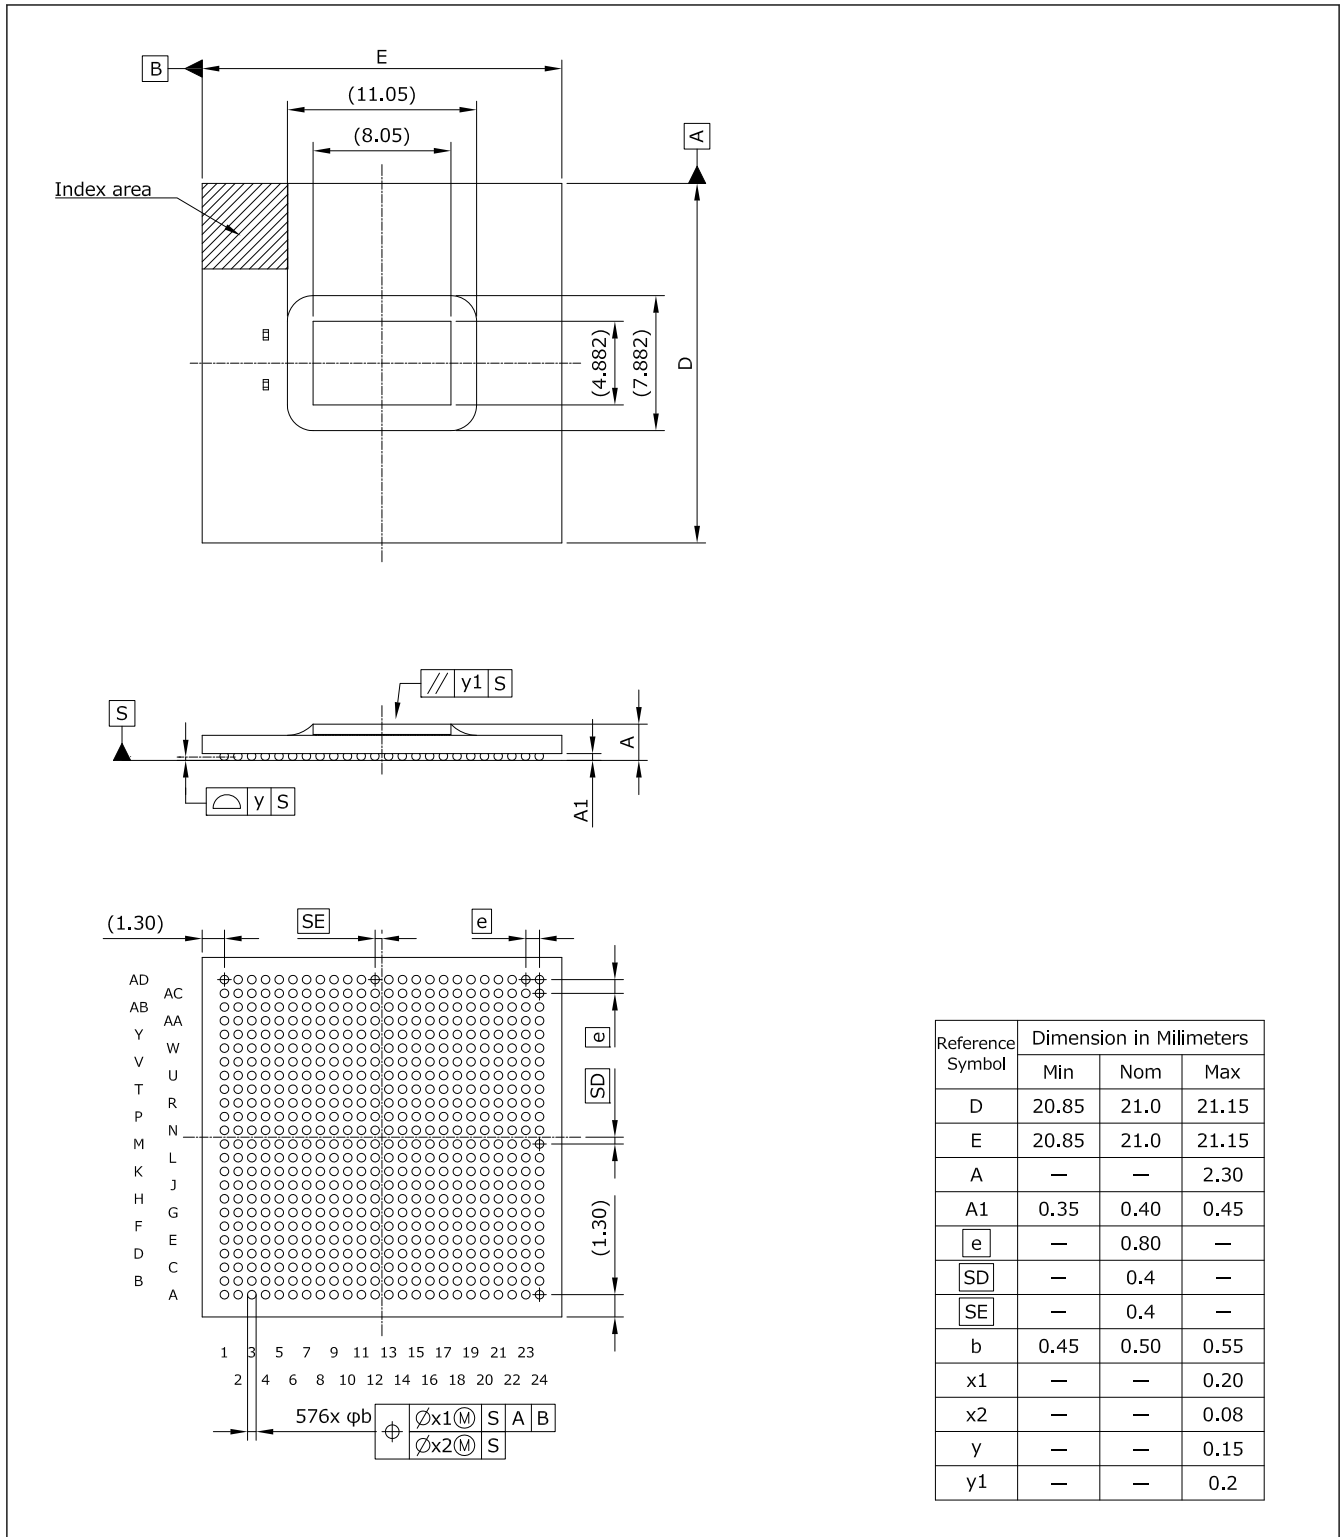 B
E
(11.05)
(8.05)
A
Index area
(4.882)
(7.882)
D
// y1 S
S
A
y S
A1
(1.30)
SE
e
AD
AC
AB
AA
Y
W
V
U
T
R
P
N
M
L
K
J
H
G
F
E
D
C
B
A
e
SD
(1.30)
1 3 5 7 9 11 13 15 17 19 21 23
2 4 6 8 10 12 14 16 18 20 22 24
576x φb
Øx1Ⓜ S A B
Øx2Ⓜ S
Reference Symbol Dimension in Milimeters
Min Nom Max
D 20.85 21.0 21.15
E 20.85 21.0 21.15
A — — 2.30
A1 0.35 0.40 0.45
e — 0.80 —
SD — 0.4 —
SE — 0.4 —
b 0.45 0.50 0.55
x1 — — 0.20
x2 — — 0.08
y — — 0.15
y1 — — 0.2